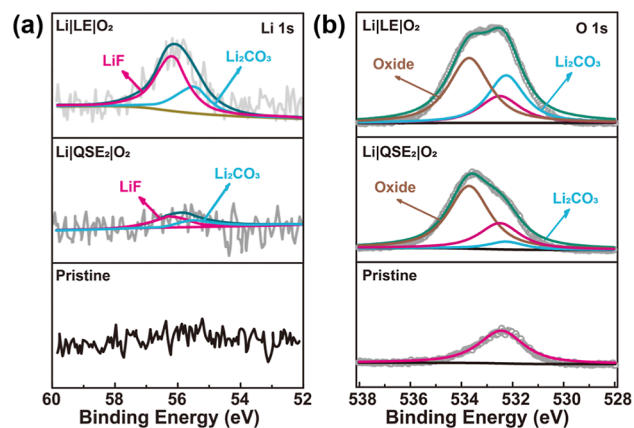 (a)
Li|LE|O₂
Li 1s
LiF
Li₂CO₃
Li|QSE₂|O₂
LiF
Li₂CO₃
Pristine
60 58 56 54 52
Binding Energy (eV)
(b)
Li|LE|O₂
O 1s
Oxide
Li₂CO₃
Li|QSE₂|O₂
Oxide
Li₂CO₃
Pristine
538 536 534 532 530 528
Binding Energy (eV)